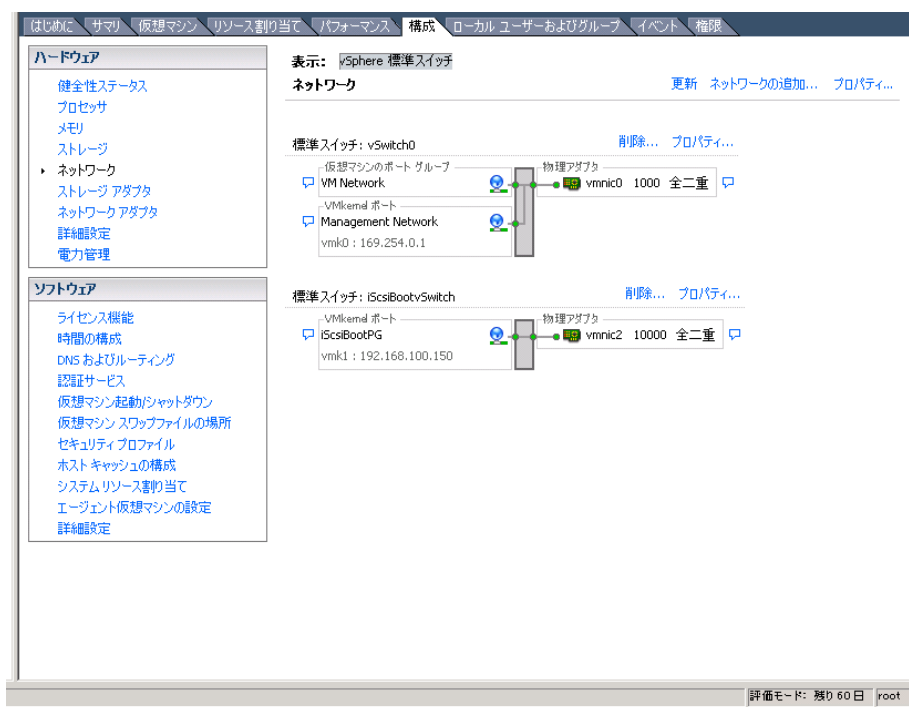 はじめに サマリ 仮想マシン リソース割り当て パフォーマンス 構成 ローカル ユーザーおよびグループ イベント 権限
ハードウェア
健全性ステータス
プロセッサ
メモリ
ストレージ
ネットワーク
ストレージ アダプタ
ネットワーク アダプタ
詳細設定
電力管理
ソフトウェア
ライセンス機能
時間の構成
DNS およびルーティング
認証サービス
仮想マシン起動/シャットダウン
仮想マシン スワップファイルの場所
セキュリティ プロファイル
ホスト キャッシュの構成
システム リソース割り当て
エージェント仮想マシンの設定
詳細設定
表示: vSphere 標準スイッチ
ネットワーク 更新 ネットワークの追加... プロパティ...
標準スイッチ: vSwitch0 削除... プロパティ...
仮想マシンのポート グループ 物理アダプタ
VM Network vmnic0 1000 全二重
VMkernel ポート
Management Network
vmk0 : 169.254.0.1
標準スイッチ: iScsiBootvSwitch 削除... プロパティ...
VMkernel ポート 物理アダプタ
iScsiBootPG vmnic2 10000 全二重
vmk1 : 192.168.100.150
評価モード: 残り 60 日 root